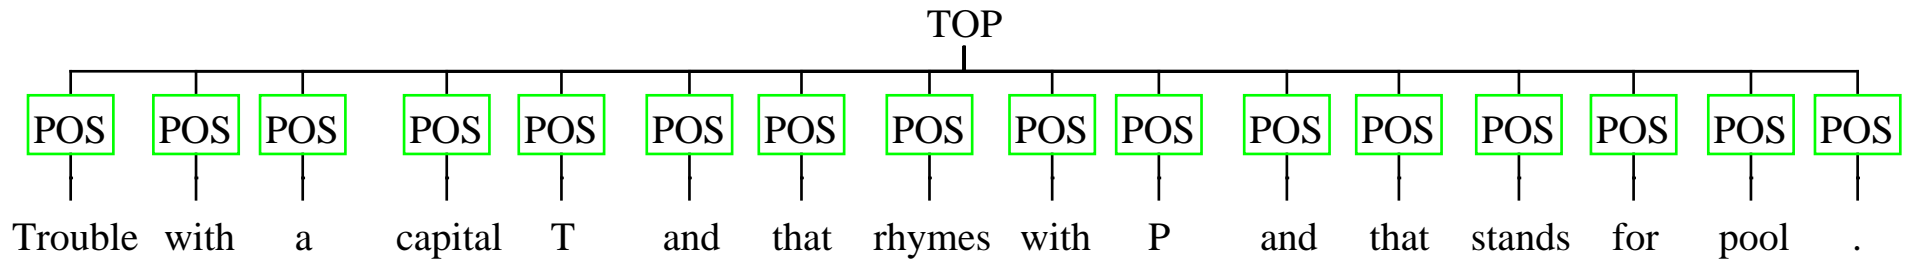 TOP
POS POS POS POS POS POS POS POS POS POS POS POS POS POS POS POS
Trouble with a capital T and that rhymes with P and that stands for pool .